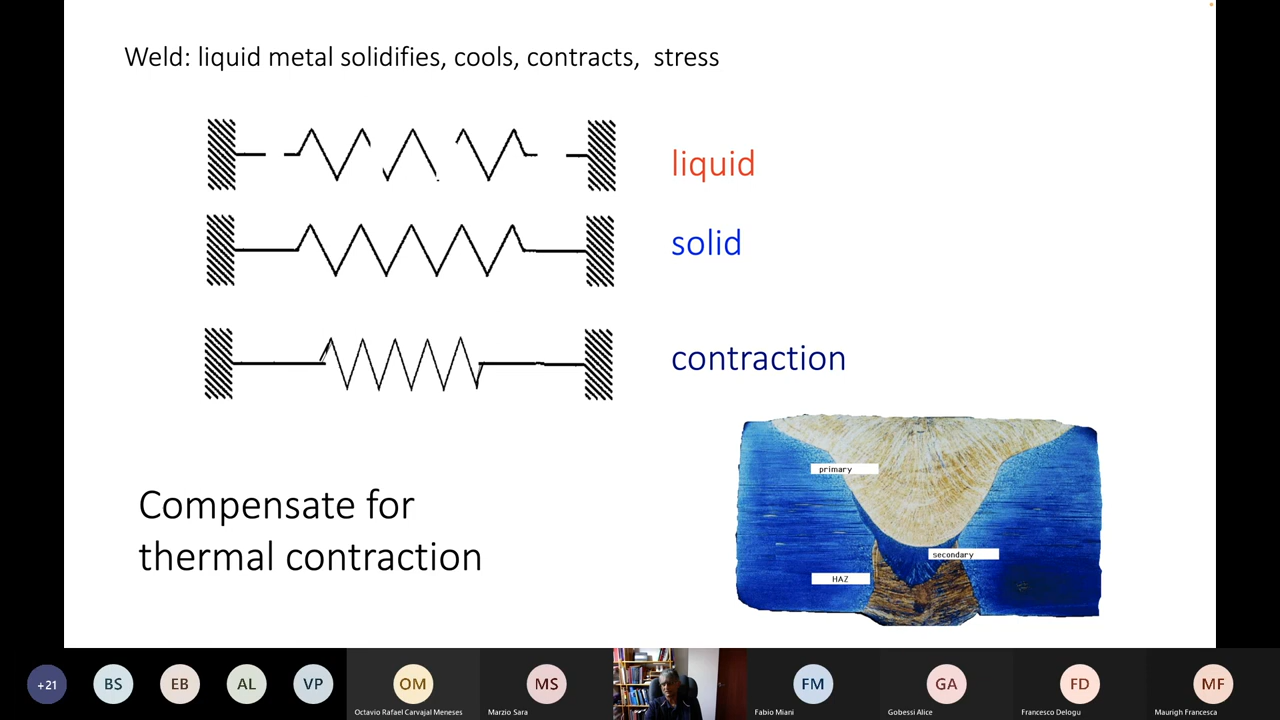 Weld: liquid metal solidifies, cools, contracts, stress
liquid
solid
contraction
primary
secondary
HAZ
Compensate for
thermal contraction
+21
BS
EB
AL
VP
OM
Octavio Rafael Carvajal Meneses
MS
Marzio Sara
FM
Fabio Miani
GA
Gobessi Alice
FD
Francesco Delogu
MF
Maurigh Francesca